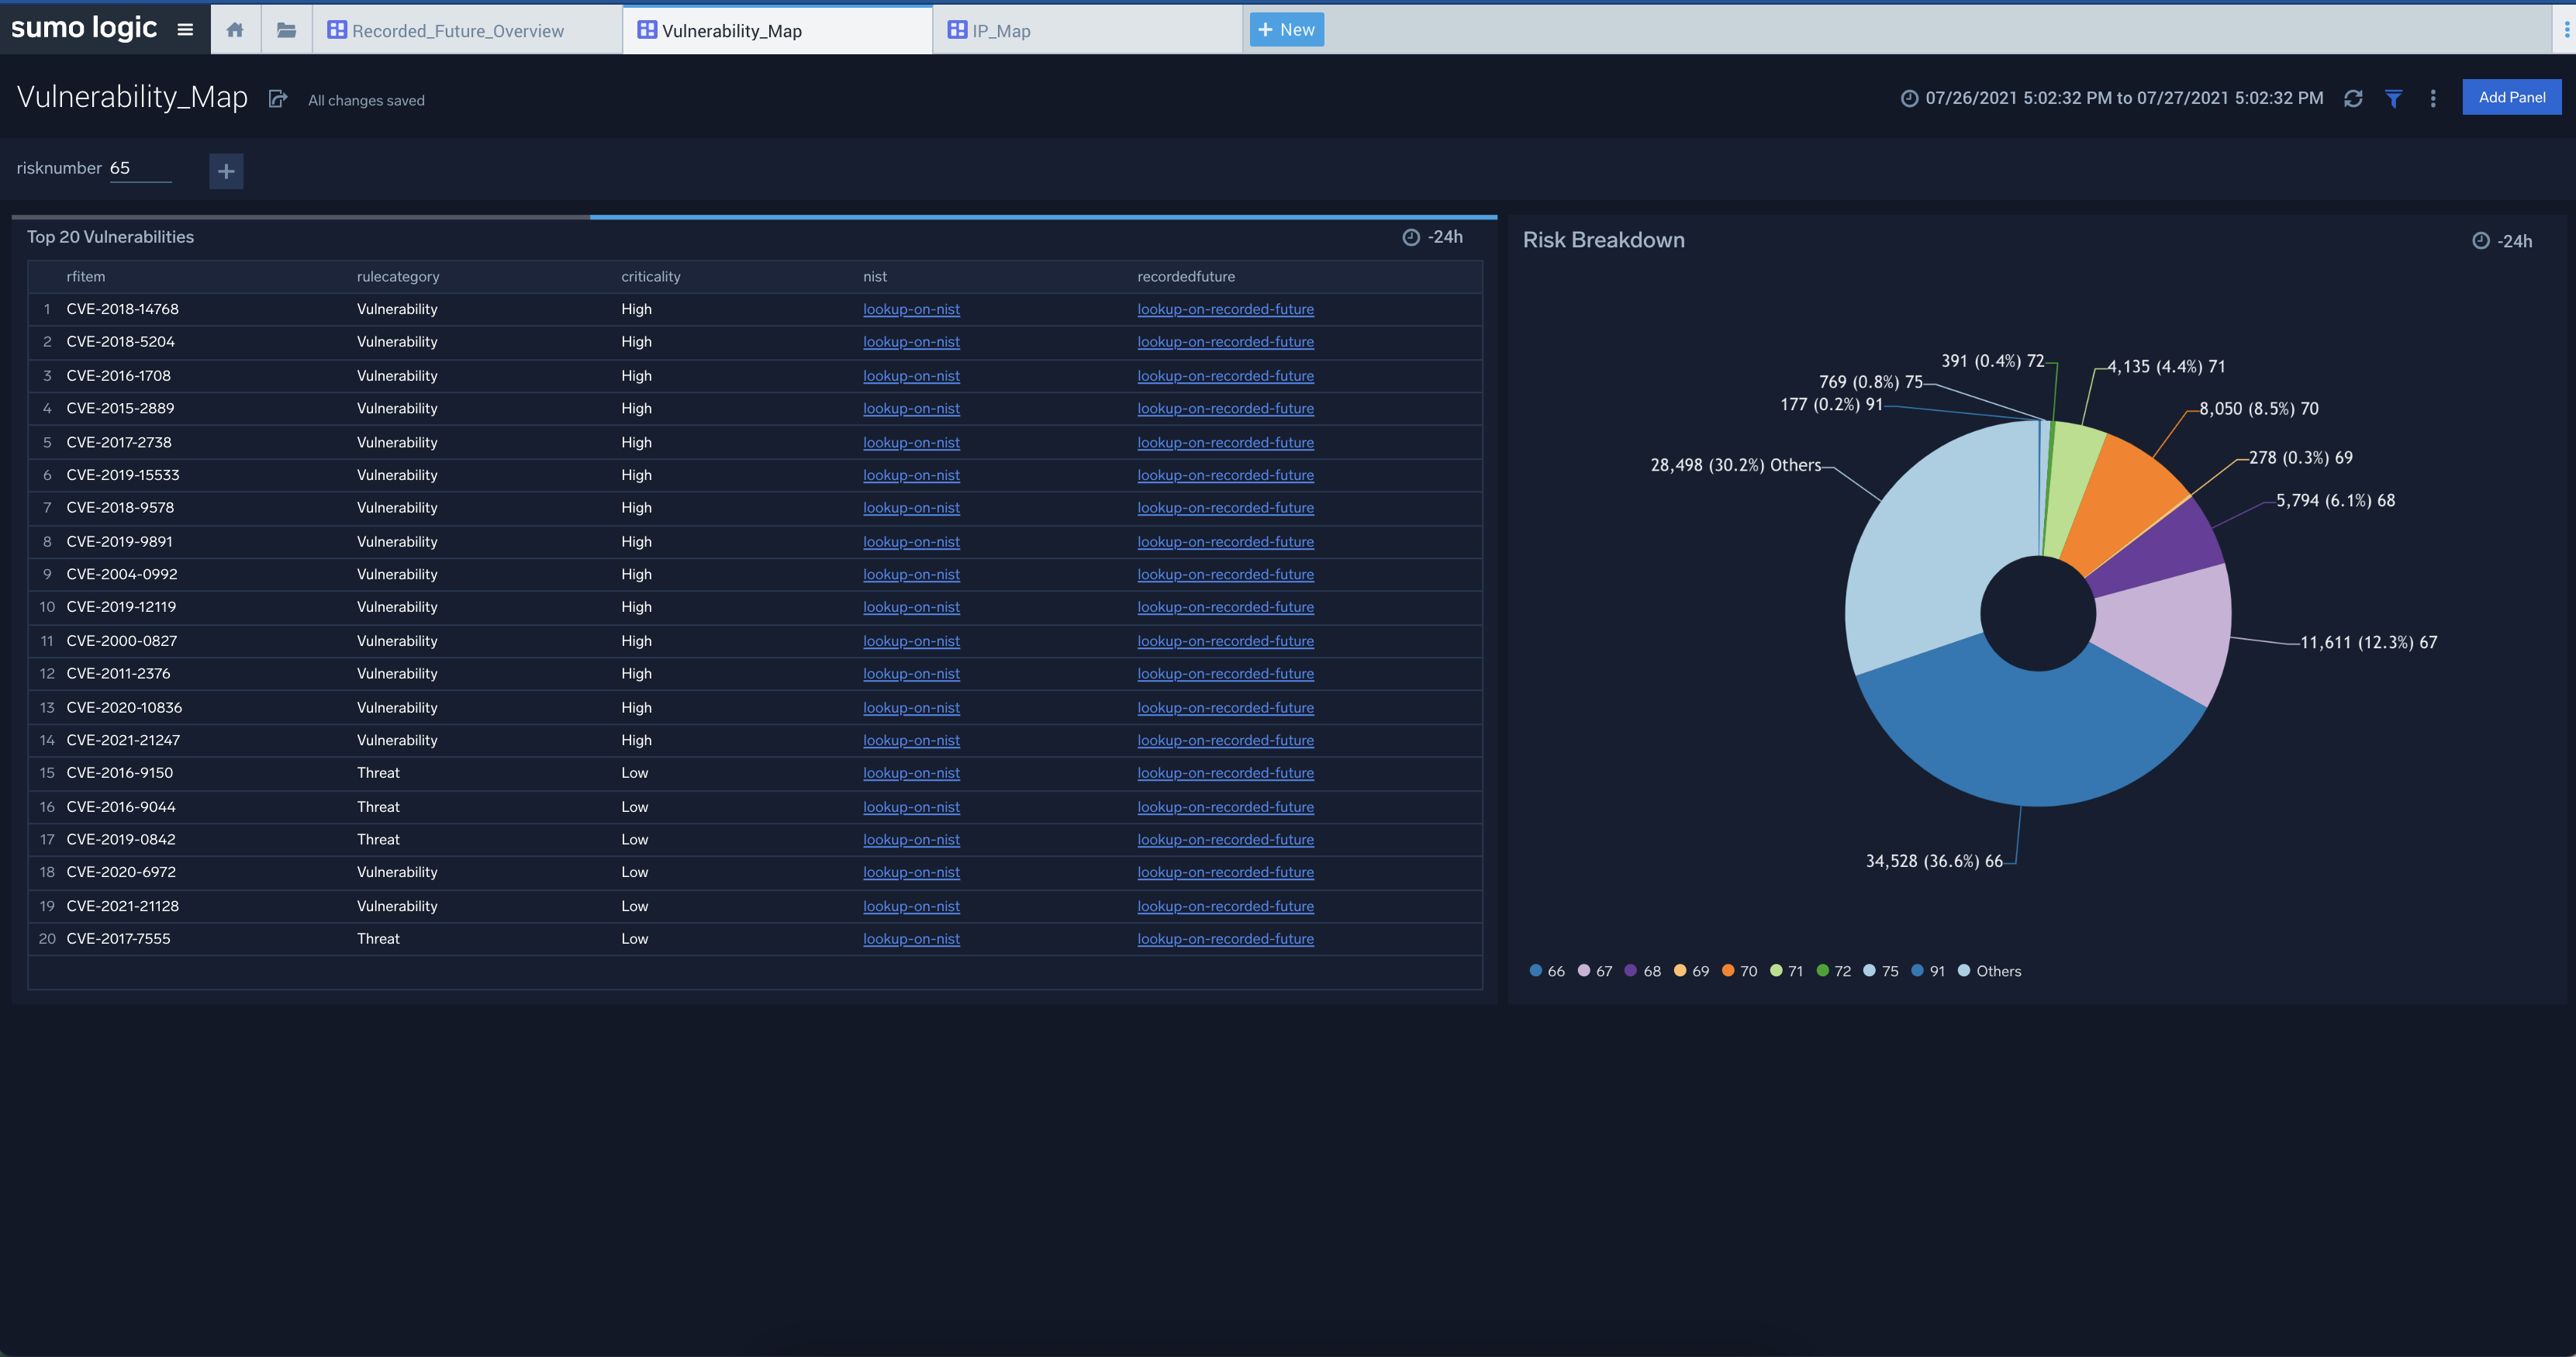 sumo logic
Recorded_Future_Overview
Vulnerability_Map
IP_Map
+ New
Vulnerability_Map All changes saved
07/26/2021 5:02:32 PM to 07/27/2021 5:02:32 PM
Add Panel
risknumber 65
+
Top 20 Vulnerabilities -24h
rfitem rulecategory criticality nist recordedfuture
1 CVE-2018-14768 Vulnerability High lookup-on-nist lookup-on-recorded-future
2 CVE-2018-5204 Vulnerability High lookup-on-nist lookup-on-recorded-future
3 CVE-2016-1708 Vulnerability High lookup-on-nist lookup-on-recorded-future
4 CVE-2015-2889 Vulnerability High lookup-on-nist lookup-on-recorded-future
5 CVE-2017-2738 Vulnerability High lookup-on-nist lookup-on-recorded-future
6 CVE-2019-15533 Vulnerability High lookup-on-nist lookup-on-recorded-future
7 CVE-2018-9578 Vulnerability High lookup-on-nist lookup-on-recorded-future
8 CVE-2019-9891 Vulnerability High lookup-on-nist lookup-on-recorded-future
9 CVE-2004-0992 Vulnerability High lookup-on-nist lookup-on-recorded-future
10 CVE-2019-12119 Vulnerability High lookup-on-nist lookup-on-recorded-future
11 CVE-2000-0827 Vulnerability High lookup-on-nist lookup-on-recorded-future
12 CVE-2011-2376 Vulnerability High lookup-on-nist lookup-on-recorded-future
13 CVE-2020-10836 Vulnerability High lookup-on-nist lookup-on-recorded-future
14 CVE-2021-21247 Vulnerability High lookup-on-nist lookup-on-recorded-future
15 CVE-2016-9150 Threat Low lookup-on-nist lookup-on-recorded-future
16 CVE-2016-9044 Threat Low lookup-on-nist lookup-on-recorded-future
17 CVE-2019-0842 Threat Low lookup-on-nist lookup-on-recorded-future
18 CVE-2020-6972 Vulnerability Low lookup-on-nist lookup-on-recorded-future
19 CVE-2021-21128 Vulnerability Low lookup-on-nist lookup-on-recorded-future
20 CVE-2017-7555 Threat Low lookup-on-nist lookup-on-recorded-future
Risk Breakdown -24h
391 (0.4%) 72
4,135 (4.4%) 71
769 (0.8%) 75
177 (0.2%) 91
8,050 (8.5%) 70
278 (0.3%) 69
28,498 (30.2%) Others
5,794 (6.1%) 68
11,611 (12.3%) 67
34,528 (36.6%) 66
66 67 68 69 70 71 72 75 91 Others